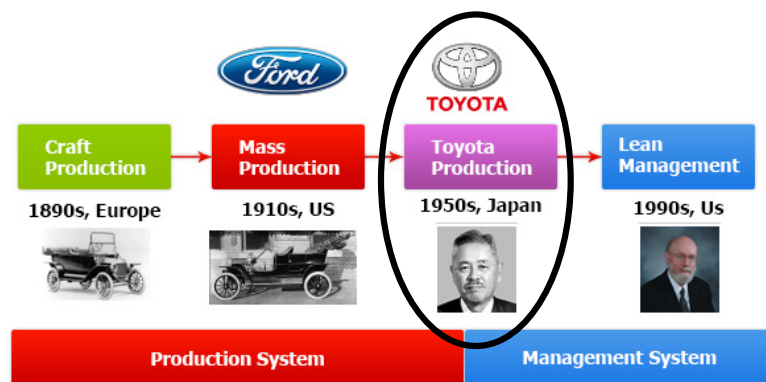 Ford
TOYOTA
Craft
Production
Mass
Production
Toyota
Production
Lean
Management
1890s, Europe
1910s, US
1950s, Japan
1990s, Us
Production System
Management System